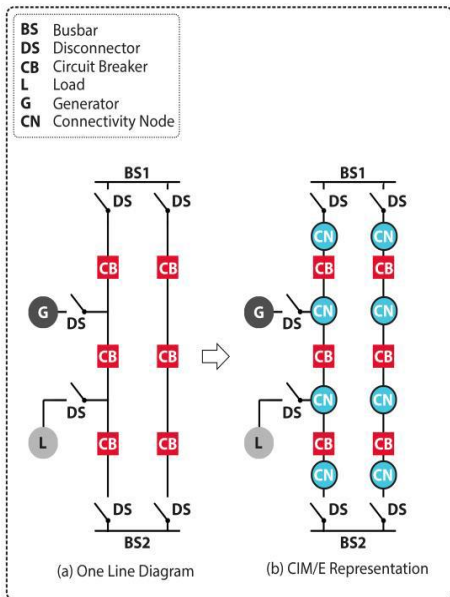 BS Busbar
DS Disconnector
CB Circuit Breaker
L Load
G Generator
CN Connectivity Node
BS1
DS DS
CB CB
G
DS
CB CB
DS
L
CB CB
DS DS
BS2
(a) One Line Diagram
BS1
DS DS
CN CN
CB CB
G CN CN
DS
CB CB
CN CN
DS
L CB CB
CN CN
DS DS
BS2
(b) CIM/E Representation